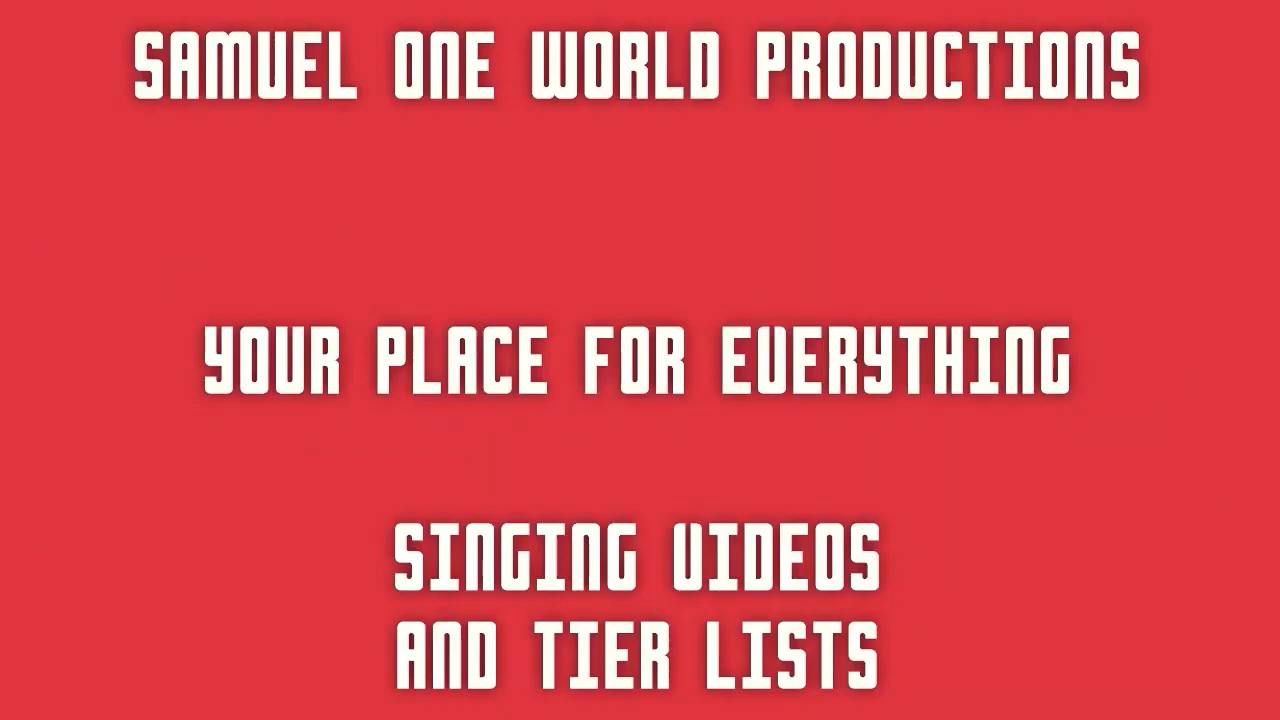 SAMUEL ONE WORLD PRODUCTIONS
YOUR PLACE FOR EVERYTHING
SINGING VIDEOS
AND TIER LISTS